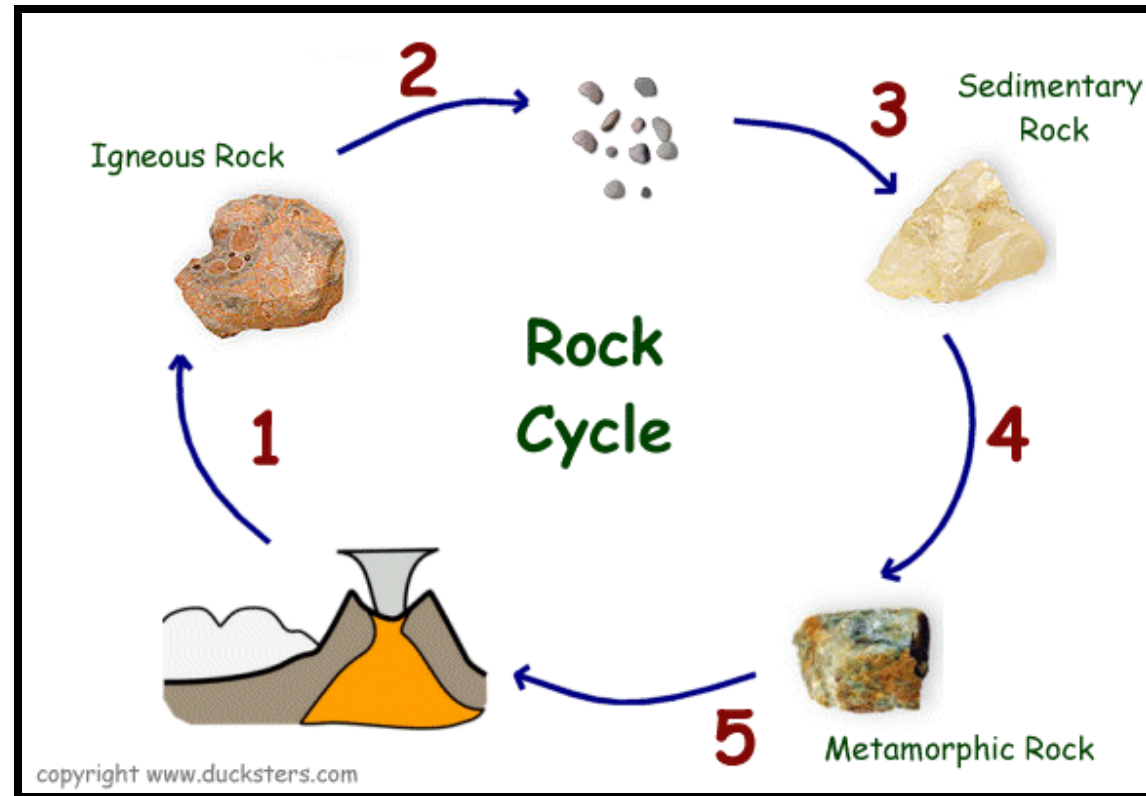 2
3
Sedimentary
Rock
Igneous Rock
Rock
Cycle
1
4
5
Metamorphic Rock
copyright www.ducksters.com